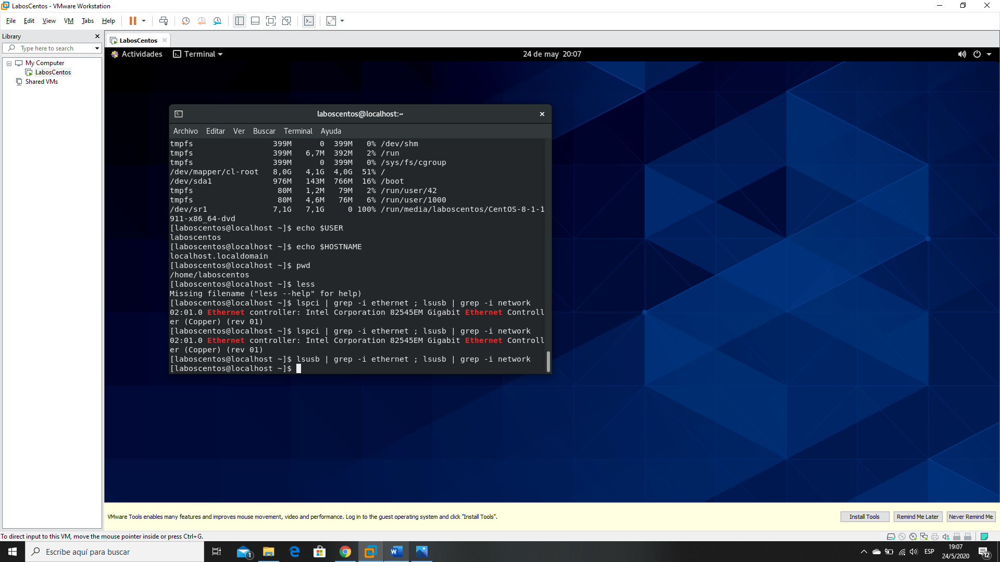 LabosCentos - VMware Workstation
File Edit View VM Tabs Help
Library
Type here to search
My Computer
LabosCentos
Shared VMs
LabosCentos
Actividades Terminal 24 de may 20:07
laboscentos@localhost:~
Archivo Editar Ver Buscar Terminal Ayuda
tmpfs 399M 0 399M 0% /dev/shm
tmpfs 399M 6,7M 392M 2% /run
tmpfs 399M 0 399M 0% /sys/fs/cgroup
/dev/mapper/cl-root 8,0G 4,1G 4,0G 51% /
/dev/sda1 976M 143M 766M 16% /boot
tmpfs 80M 1,2M 79M 2% /run/user/42
tmpfs 80M 4,6M 76M 6% /run/user/1000
/dev/sr1 7,1G 7,1G 0 100% /run/media/laboscentos/CentOS-8-1-1
911-x86_64-dvd
[laboscentos@localhost ~]$ echo $USER
laboscentos
[laboscentos@localhost ~]$ echo $HOSTNAME
localhost.localdomain
[laboscentos@localhost ~]$ pwd
/home/laboscentos
[laboscentos@localhost ~]$ less
Missing filename ("less --help" for help)
[laboscentos@localhost ~]$ lspci | grep -i ethernet ; lsusb | grep -i network
02:01.0 Ethernet controller: Intel Corporation 82545EM Gigabit Ethernet Controll
er (Copper) (rev 01)
[laboscentos@localhost ~]$ lspci | grep -i ethernet ; lsusb | grep -i network
02:01.0 Ethernet controller: Intel Corporation 82545EM Gigabit Ethernet Controll
er (Copper) (rev 01)
[laboscentos@localhost ~]$ lsusb | grep -i ethernet ; lsusb | grep -i network
[laboscentos@localhost ~]$
VMware Tools enables many features and improves mouse movement, video and performance. Log in to the guest operating system and click "Install Tools".
Install Tools Remind Me Later Never Remind Me
To direct input to this VM, move the mouse pointer inside or press Ctrl+G.
Escribe aquí para buscar
1
ESP
19:07
24/5/2020
12